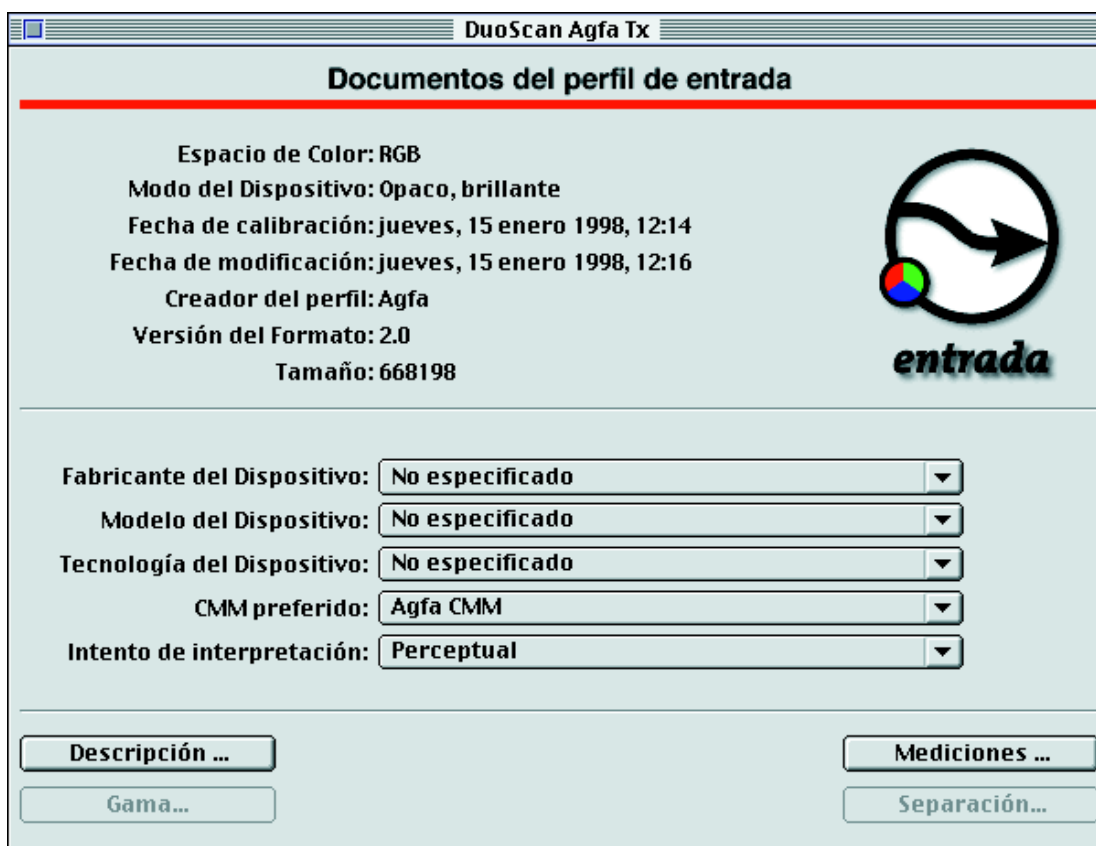 DuoScan Agfa Tx
Documentos del perfil de entrada
Espacio de Color: RGB
Modo del Dispositivo: Opaco, brillante
Fecha de calibración: jueves, 15 enero 1998, 12:14
Fecha de modificación: jueves, 15 enero 1998, 12:16
Creador del perfil: Agfa
Versión del Formato: 2.0
Tamaño: 668198
entrada
Fabricante del Dispositivo: No especificado
Modelo del Dispositivo: No especificado
Tecnología del Dispositivo: No especificado
CMM preferido: Agfa CMM
Intento de interpretación: Perceptual
Descripción ...
Mediciones ...
Gama...
Separación...